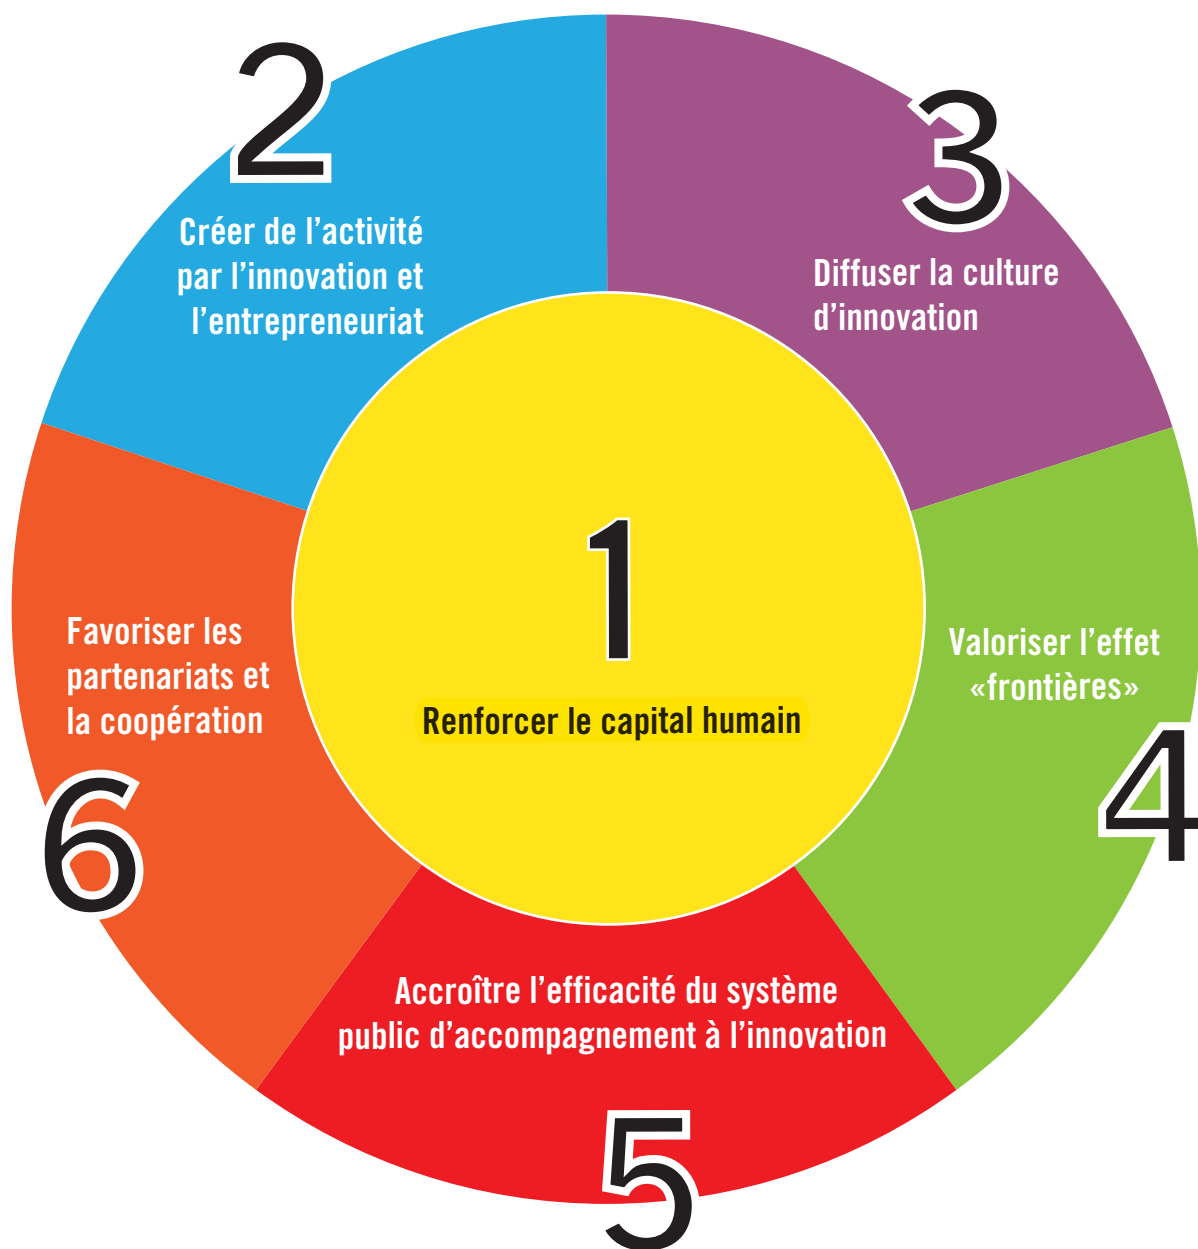 1
Renforcer le capital humain
2
Créer de l’activité
par l’innovation et
l’entrepreneuriat
3
Diffuser la culture
d’innovation
Valoriser l’effet
«frontières»
4
Accroître l’efficacité du système
public d’accompagnement à l’innovation
5
Favoriser les
partenariats et
la coopération
6